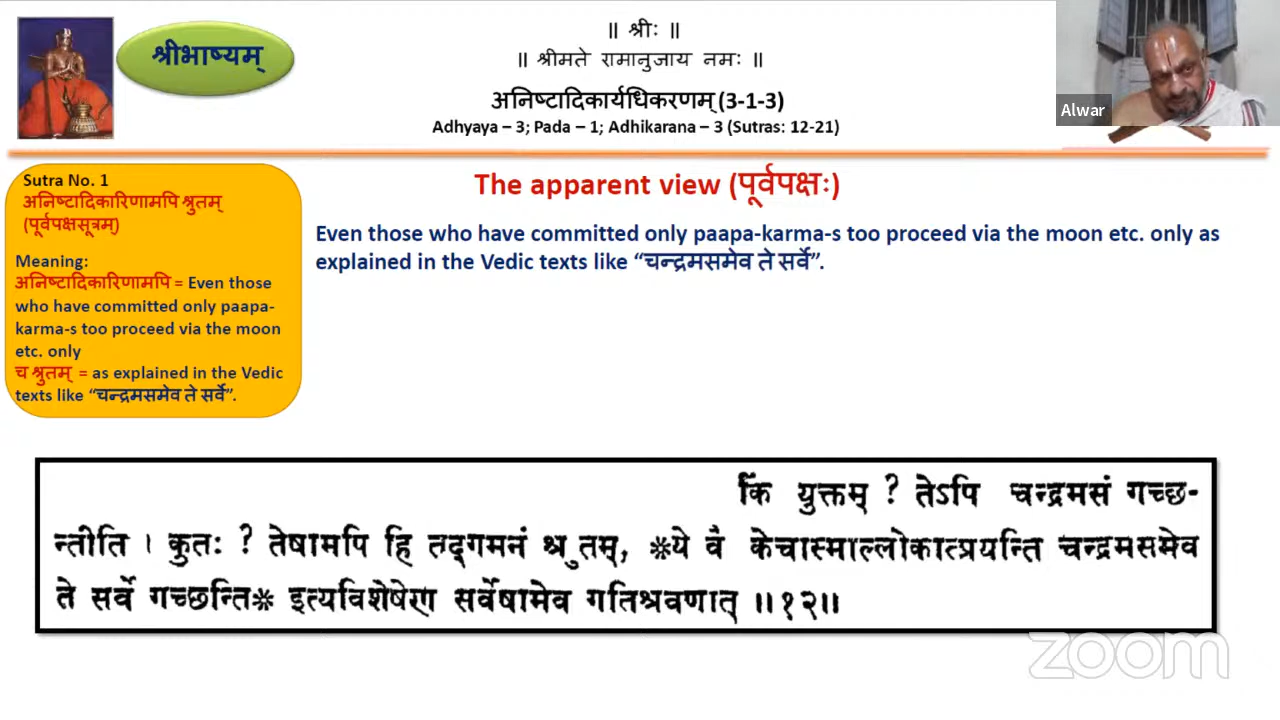 श्रीभाष्यम्
॥ श्रीः ॥
॥ श्रीमते रामानुजाय नमः ॥
अनिष्टादिकार्यधिकरणम् (3-1-3)
Adhyaya – 3; Pada – 1; Adhikarana – 3 (Sutras: 12-21)
Alwar
Sutra No. 1
अनिष्टादिकारिणामपि श्रुतम्
(पूर्वपक्षसूत्रम्)
Meaning:
अनिष्टादिकारिणामपि = Even those
who have committed only paapa-
karma-s too proceed via the moon
etc. only
च श्रुतम् = as explained in the Vedic
texts like “चन्द्रमसमेव ते सर्वे”.
The apparent view (पूर्वपक्षः)
Even those who have committed only paapa-karma-s too proceed via the moon etc. only as
explained in the Vedic texts like “चन्द्रमसमेव ते सर्वे”.
किं युक्तम् ? तेऽपि चन्द्रमसं गच्छ-
न्तीति । कुतः ? तेषामपि हि तद्गमनं श्रुतम्, *ये वै केचास्माल्लोकात्प्रयन्ति चन्द्रमसमेव
ते सर्वे गच्छन्ति* इत्यविशेषेण सर्वेषामेव गतिश्रवणात् ॥१२॥
zoom